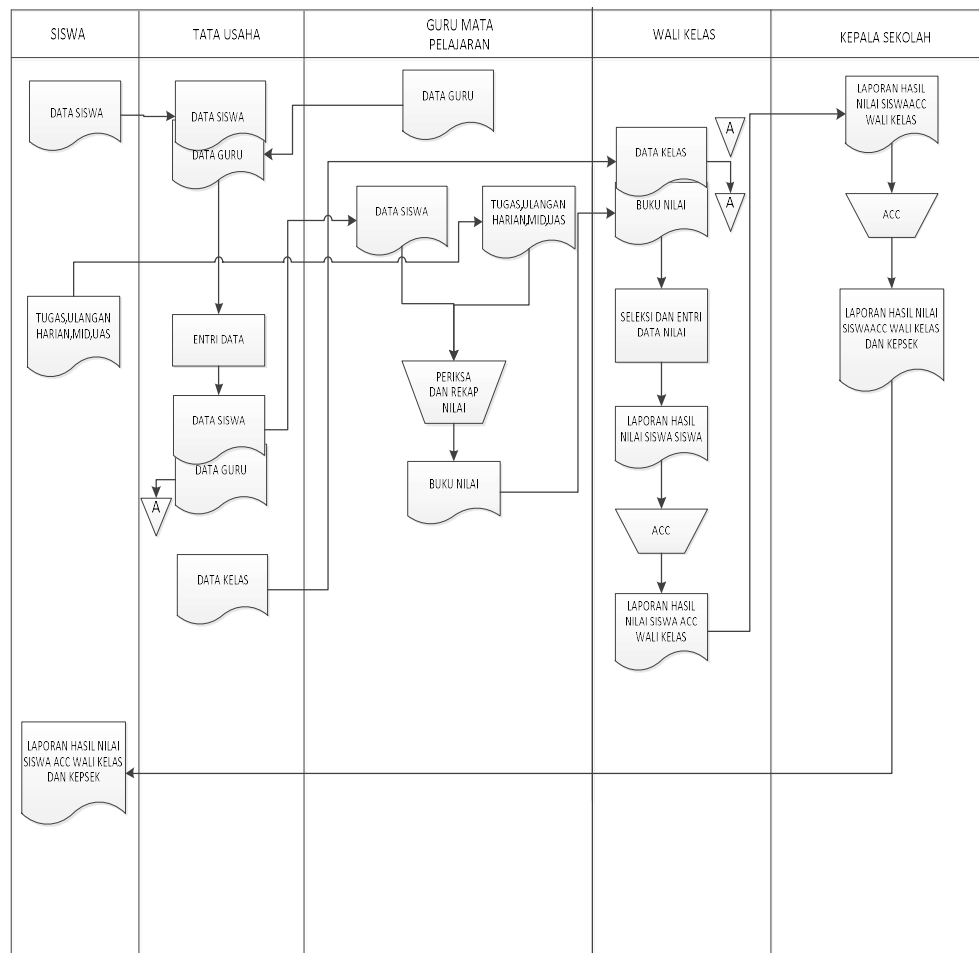 SISWA
TATA USAHA
GURU MATA
PELAJARAN
WALI KELAS
KEPALA SEKOLAH
DATA SISWA
TUGAS,ULANGAN
HARIAN,MID,UAS
LAPORAN HASIL NILAI
SISWA ACC WALI KELAS
DAN KEPSEK
DATA SISWA
DATA GURU
ENTRI DATA
DATA SISWA
DATA GURU
A
DATA KELAS
DATA GURU
DATA SISWA
TUGAS,ULANGAN
HARIAN,MID,UAS
PERIKSA
DAN REKAP
NILAI
BUKU NILAI
DATA KELAS
A
BUKU NILAI
A
SELEKSI DAN ENTRI
DATA NILAI
LAPORAN HASIL
NILAI SISWA SISWA
ACC
LAPORAN HASIL
NILAI SISWA ACC
WALI KELAS
LAPORAN HASIL
NILAI SISWAACC
WALI KELAS
ACC
LAPORAN HASIL NILAI
SISWAACC WALI KELAS
DAN KEPSEK